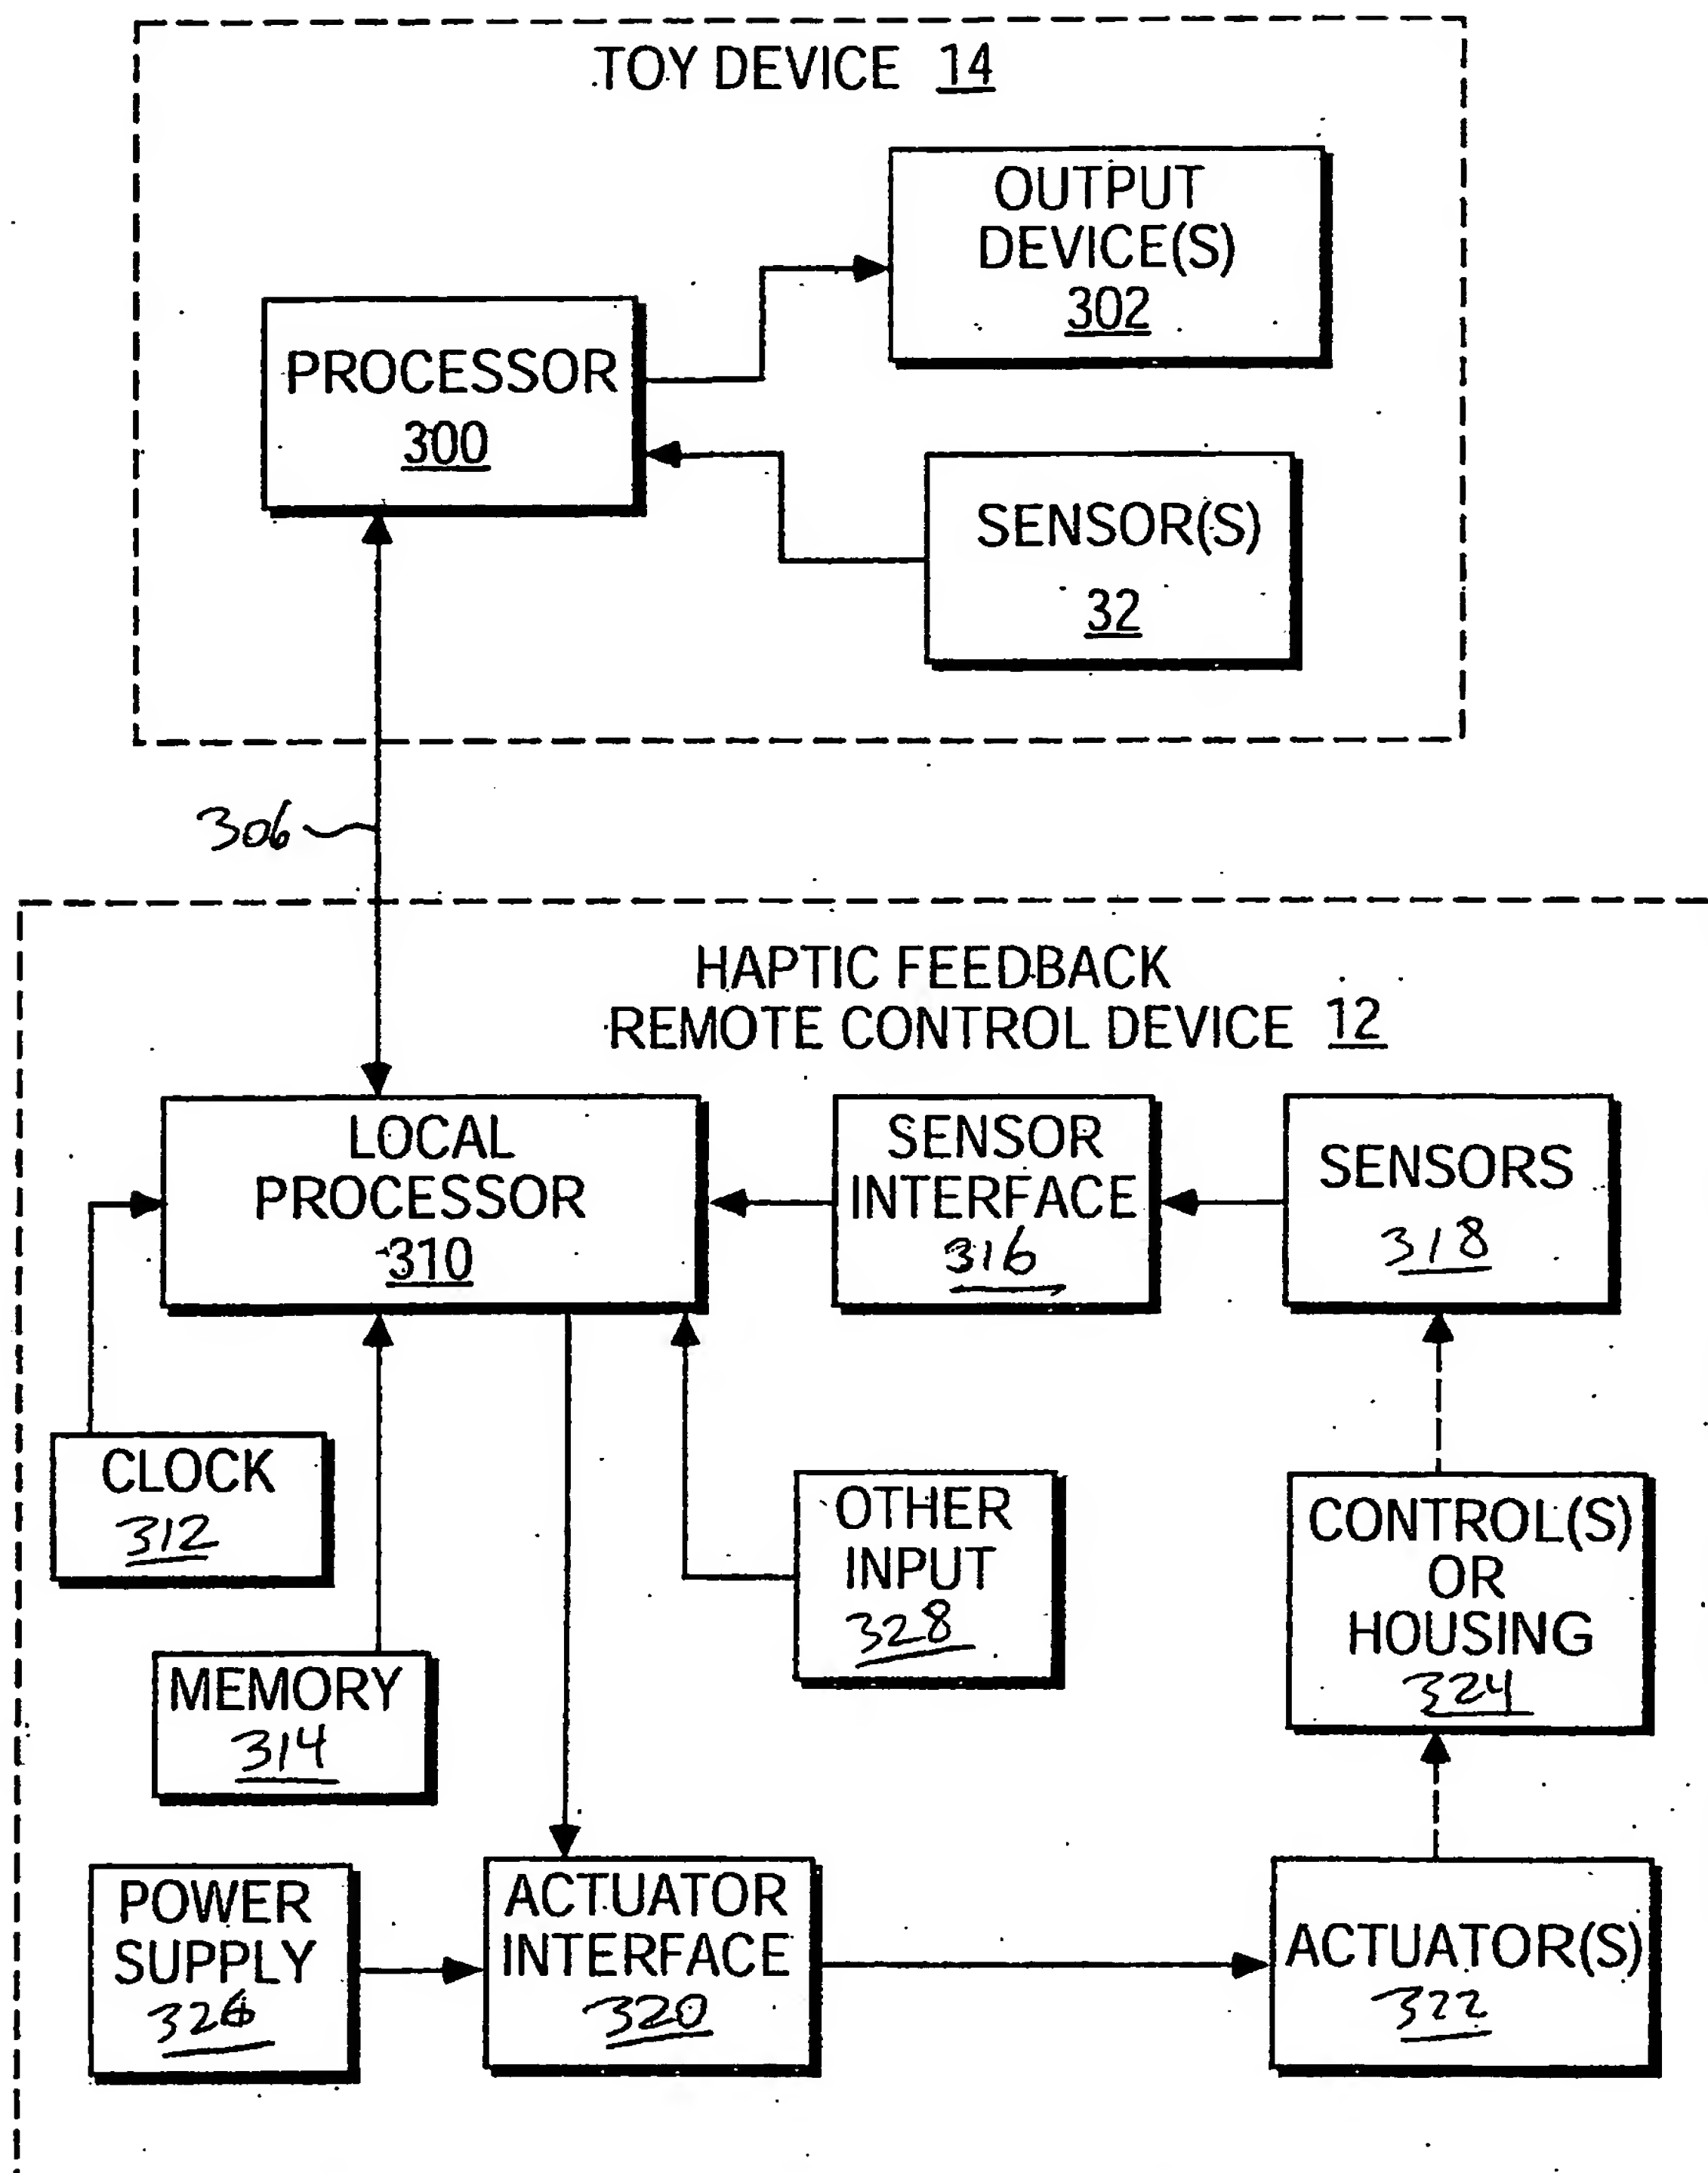 TOY DEVICE 14
OUTPUT
DEVICE(S)
302
PROCESSOR
300
SENSOR(S)
32
306
HAPTIC FEEDBACK
REMOTE CONTROL DEVICE 12
LOCAL
PROCESSOR
310
SENSOR
INTERFACE
316
SENSORS
318
CLOCK
312
OTHER
INPUT
328
CONTROL(S)
OR
HOUSING
324
MEMORY
314
POWER
SUPPLY
326
ACTUATOR
INTERFACE
320
ACTUATOR(S)
322